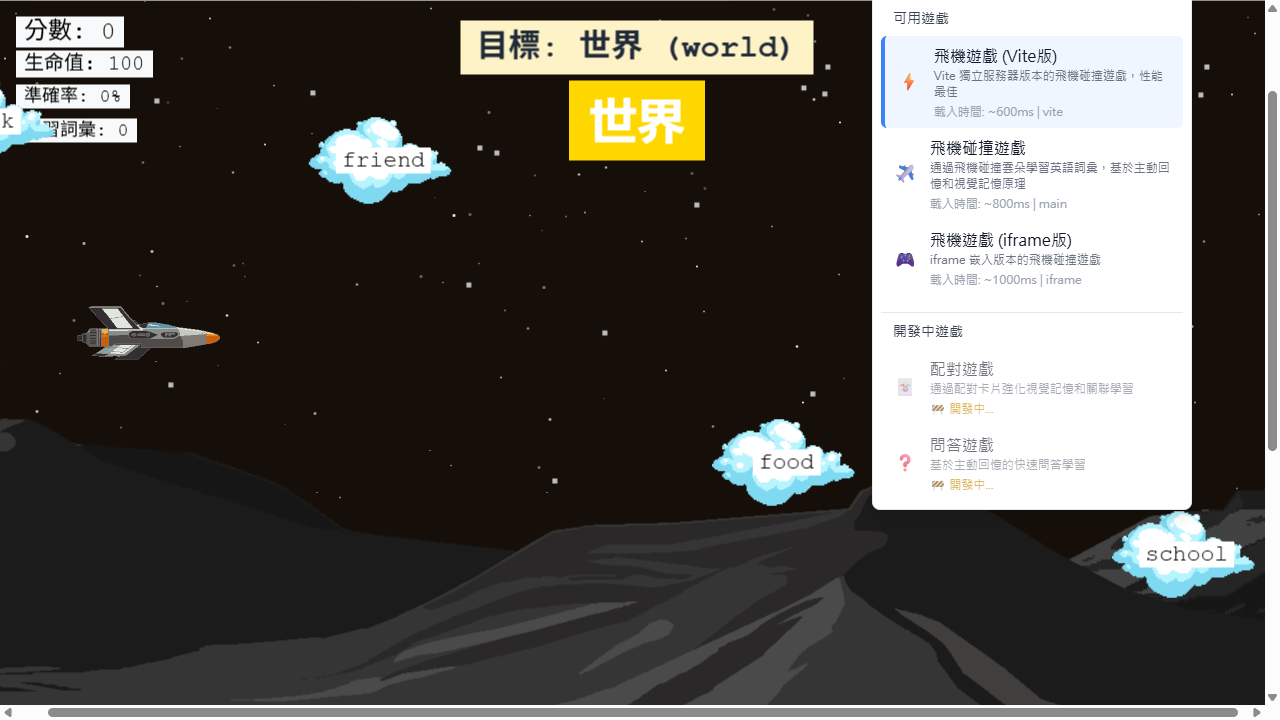 分數: 0
生命值: 100
準確率: 0%
習詞彙: 0
k
目標: 世界 (world)
世界
friend
food
school
可用遊戲
飛機遊戲 (Vite版)
Vite 獨立服務器版本的飛機碰撞遊戲，性能
最佳
載入時間: ~600ms | vite
飛機碰撞遊戲
通過飛機碰撞雲朵學習英語詞彙，基於主動回
憶和視覺記憶原理
載入時間: ~800ms | main
飛機遊戲 (iframe版)
iframe 嵌入版本的飛機碰撞遊戲
載入時間: ~1000ms | iframe
開發中遊戲
配對遊戲
通過配對卡片強化視覺記憶和關聯學習
開發中...
問答遊戲
基於主動回憶的快速問答學習
開發中...